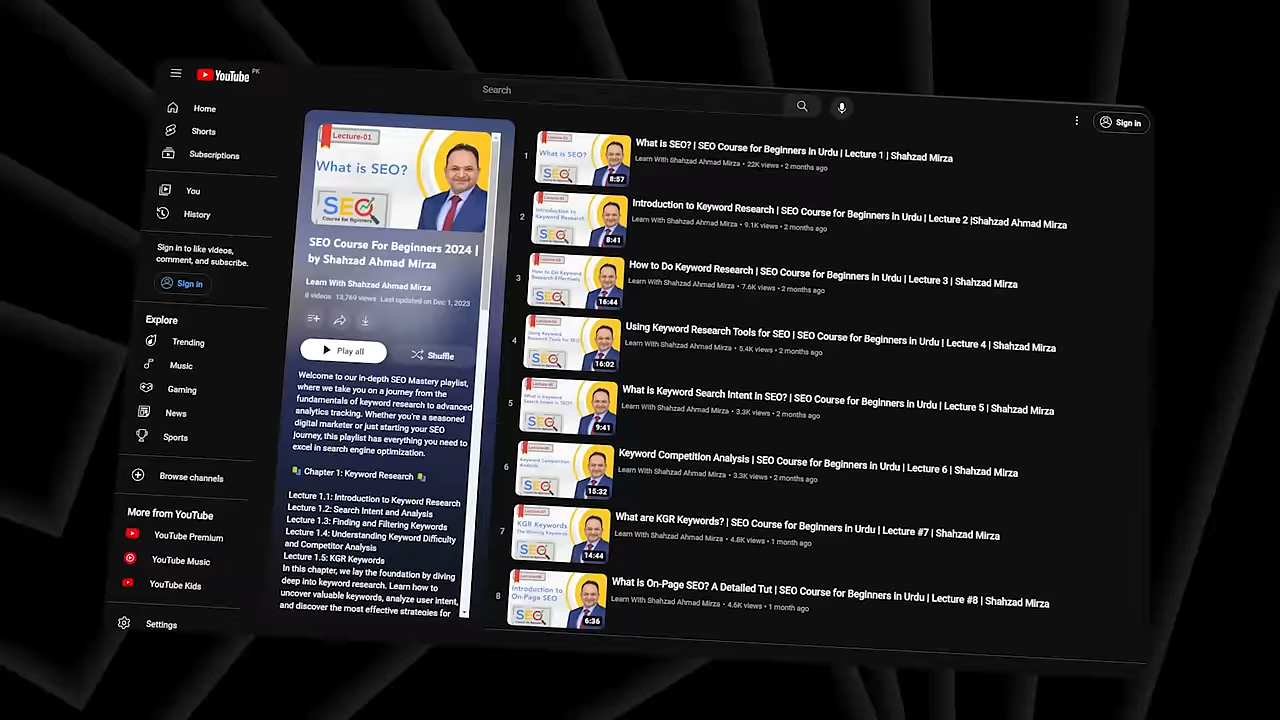 YouTube PK
Search
Sign in
Home
Shorts
Subscriptions
You
History
Sign in to like videos,
comment, and subscribe.
Sign in
Explore
Trending
Music
Gaming
News
Sports
Browse channels
More from YouTube
YouTube Premium
YouTube Music
YouTube Kids
Settings
Lecture-01
What is SEO?
SEO
Course for Beginners
SEO Course For Beginners 2024 |
by Shahzad Ahmad Mirza
Learn With Shahzad Ahmad Mirza
8 videos 13,769 views Last updated on Dec 1, 2023
Play all
Shuffle
Welcome to our in-depth SEO Mastery playlist,
where we take you on a journey from the
fundamentals of keyword research to advanced
analytics tracking. Whether you're a seasoned
digital marketer or just starting your SEO
journey, this playlist has everything you need to
excel in search engine optimization.
Chapter 1: Keyword Research
Lecture 1.1: Introduction to Keyword Research
Lecture 1.2: Search Intent and Analysis
Lecture 1.3: Finding and Filtering Keywords
Lecture 1.4: Understanding Keyword Difficulty
and Competitor Analysis
Lecture 1.5: KGR Keywords
In this chapter, we lay the foundation by diving
deep into keyword research. Learn how to
uncover valuable keywords, analyze user intent,
and discover the most effective strategies for
1
What is SEO?
SEO
8:57
What is SEO? | SEO Course for Beginners in Urdu | Lecture 1 | Shahzad Mirza
Learn With Shahzad Ahmad Mirza • 22K views • 2 months ago
2
Introduction to
Keyword Research
SEO
8:41
Introduction to Keyword Research | SEO Course for Beginners in Urdu | Lecture 2 |Shahzad Ahmad Mirza
Learn With Shahzad Ahmad Mirza • 9.1K views • 2 months ago
3
How to Do Keyword
Research Effectively
SEO
16:44
How to Do Keyword Research | SEO Course for Beginners in Urdu | Lecture 3 | Shahzad Mirza
Learn With Shahzad Ahmad Mirza • 7.6K views • 2 months ago
4
Using Keyword
Research Tools for SEO
SEO
16:02
Using Keyword Research Tools for SEO | SEO Course for Beginners in Urdu | Lecture 4 | Shahzad Mirza
Learn With Shahzad Ahmad Mirza • 5.4K views • 2 months ago
5
What is Keyword
Search Intent in SEO?
SEO
9:41
What is Keyword Search Intent in SEO? | SEO Course for Beginners in Urdu | Lecture 5 | Shahzad Mirza
Learn With Shahzad Ahmad Mirza • 3.3K views • 2 months ago
6
Keyword Competition
Analysis
SEO
15:32
Keyword Competition Analysis | SEO Course for Beginners in Urdu | Lecture 6 | Shahzad Mirza
Learn With Shahzad Ahmad Mirza • 3.3K views • 2 months ago
7
KGR Keywords
The Winning Keywords
SEO
14:44
What are KGR Keywords? | SEO Course for Beginners in Urdu | Lecture #7 | Shahzad Mirza
Learn With Shahzad Ahmad Mirza • 4.8K views • 1 month ago
8
Introduction to
On-Page SEO
SEO
6:36
What is On-Page SEO? A Detailed Tut | SEO Course for Beginners in Urdu | Lecture #8 | Shahzad Mirza
Learn With Shahzad Ahmad Mirza • 4.6K views • 1 month ago